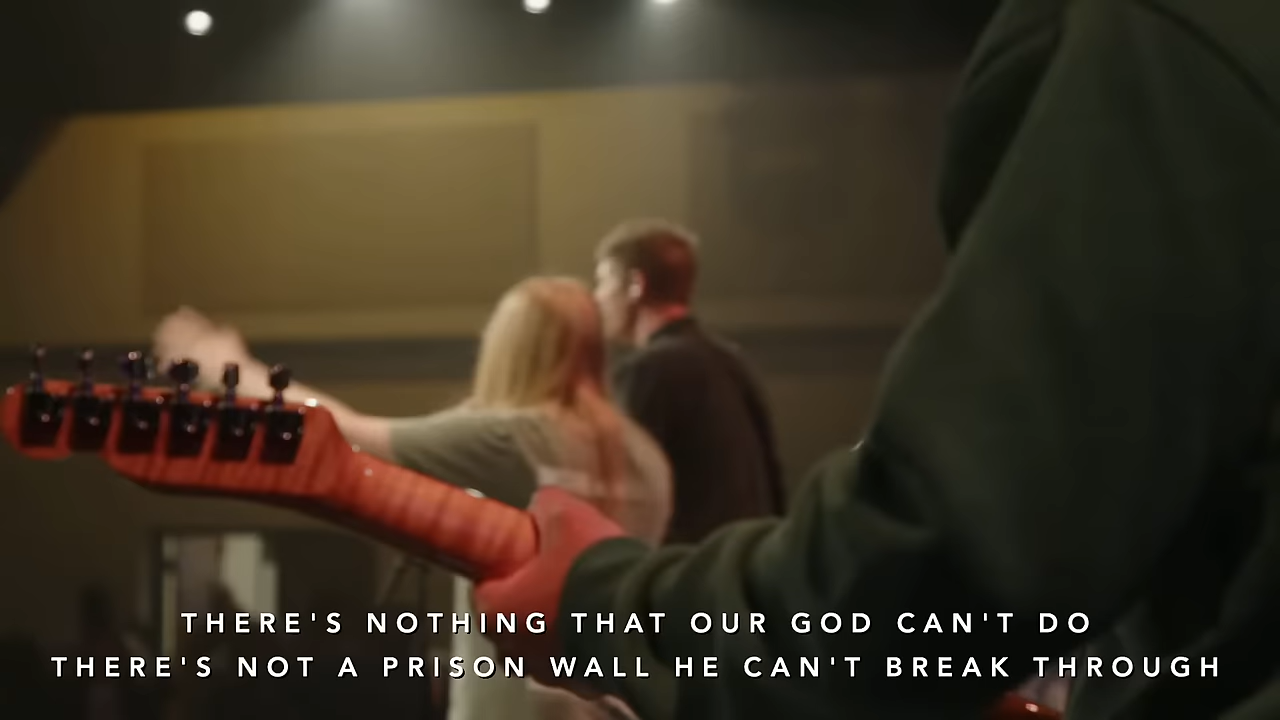 THERE'S NOTHING THAT OUR GOD CAN'T DO
THERE'S NOT A PRISON WALL HE CAN'T BREAK THROUGH